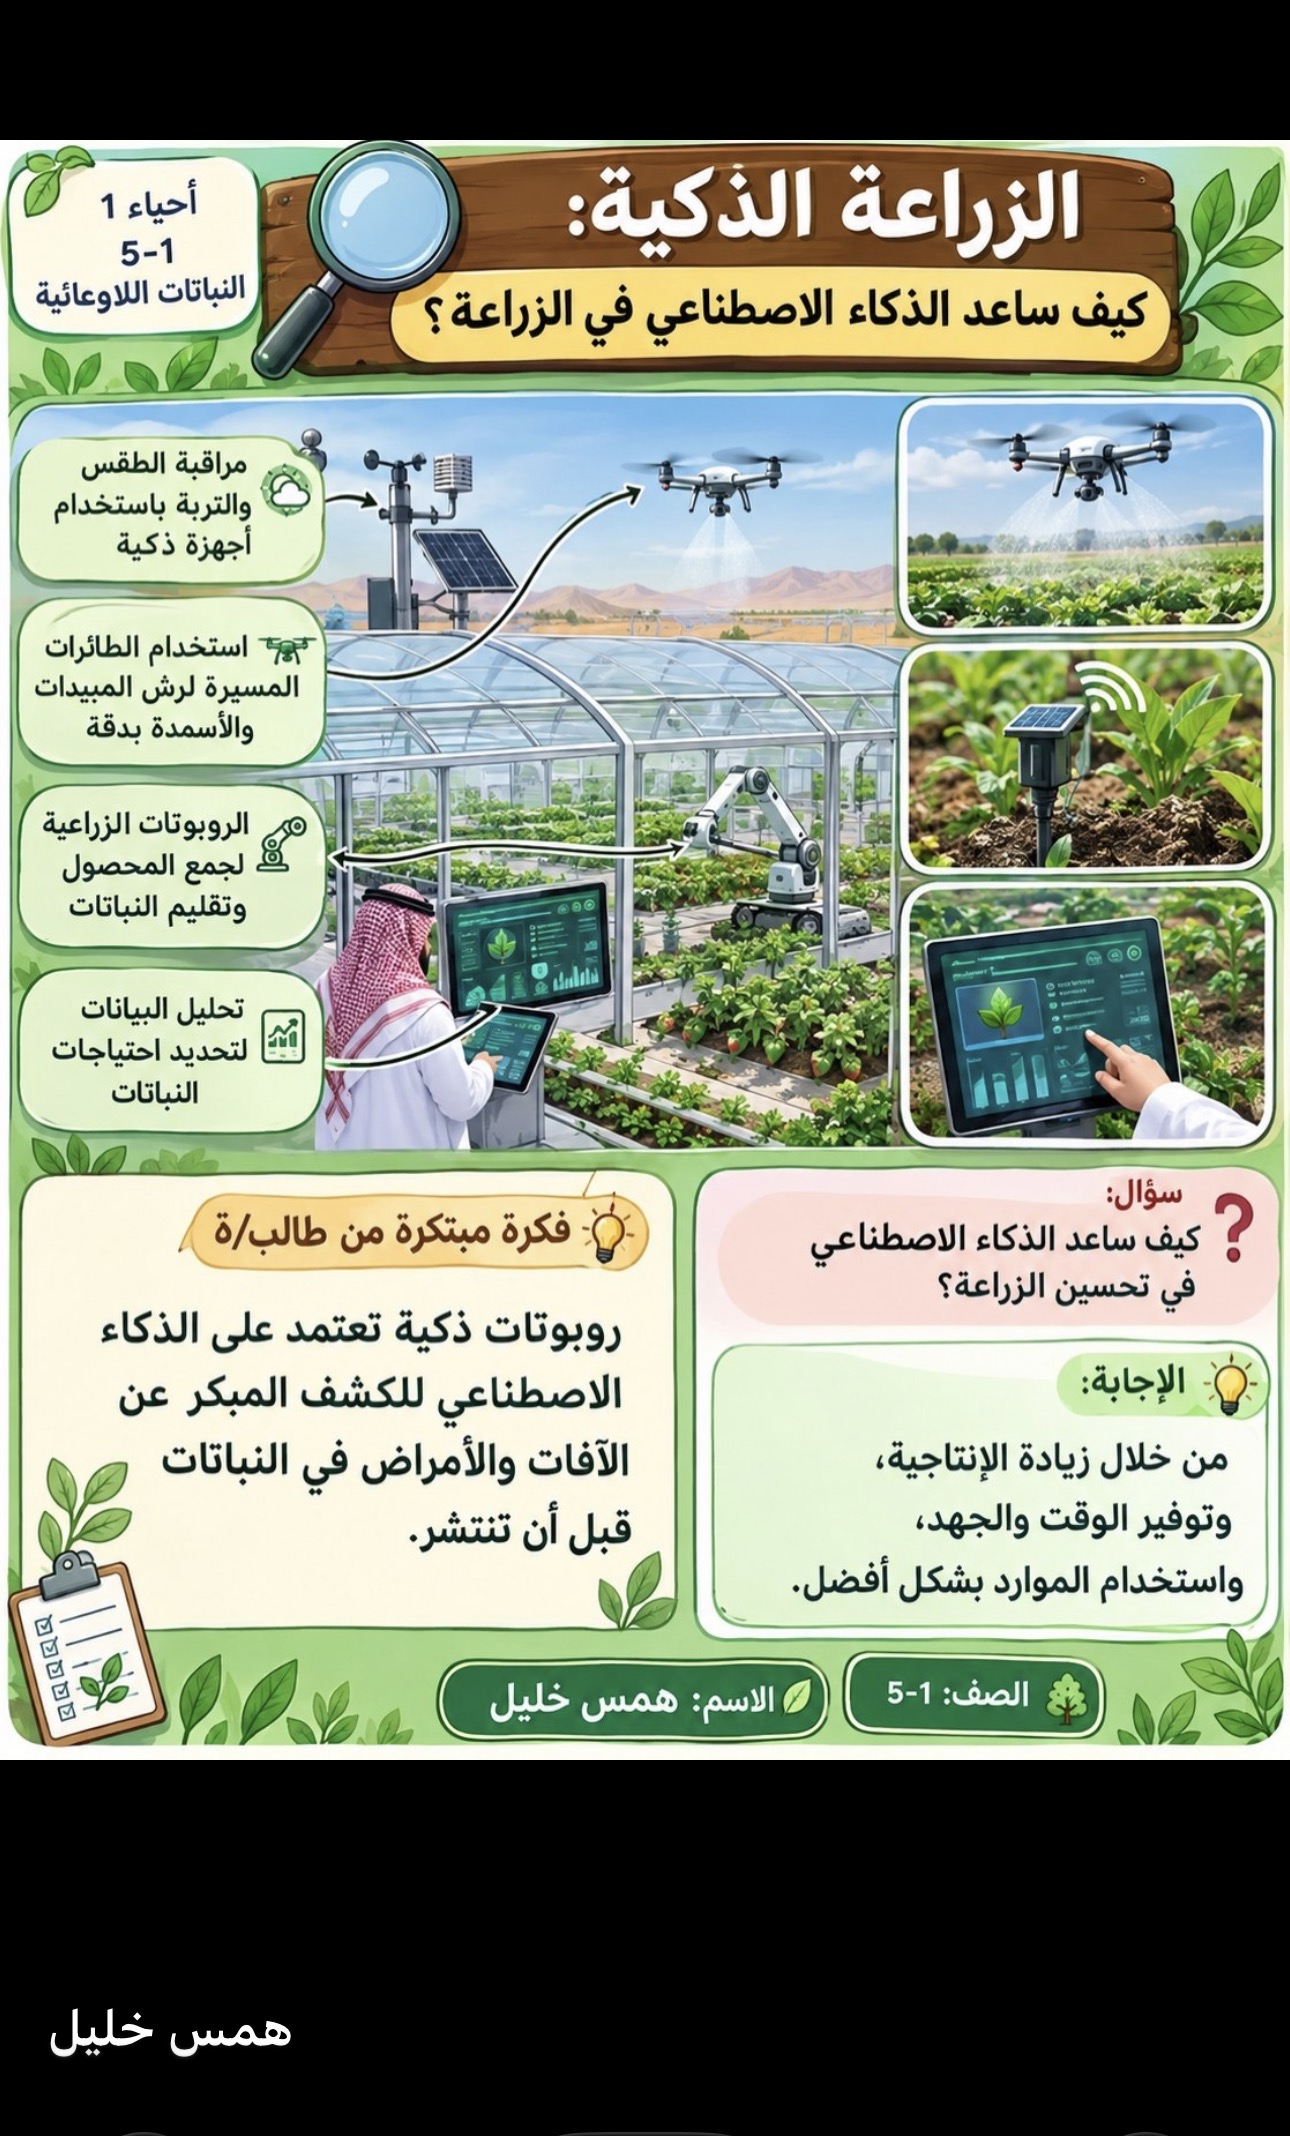 الزراعة الذكية:
كيف ساعد الذكاء الاصطناعي في الزراعة؟
أحياء 1
5-1
النباتات اللاوعائية
مراقبة الطقس
والتربة باستخدام
أجهزة ذكية
استخدام الطائرات
المسيرة لرش المبيدات
والأسمدة بدقة
الروبوتات الزراعية
لجمع المحصول
وتقليم النباتات
تحليل البيانات
لتحديد احتياجات
النباتات
سؤال:
كيف ساعد الذكاء الاصطناعي
في تحسين الزراعة؟
الإجابة:
من خلال زيادة الإنتاجية،
وتوفير الوقت والجهد،
واستخدام الموارد بشكل أفضل.
فكرة مبتكرة من طالب/ة
روبوتات ذكية تعتمد على الذكاء
الاصطناعي للكشف المبكر عن
الآفات والأمراض في النباتات
قبل أن تنتشر.
الصف: 1-5
الاسم: همس خليل
همس خليل